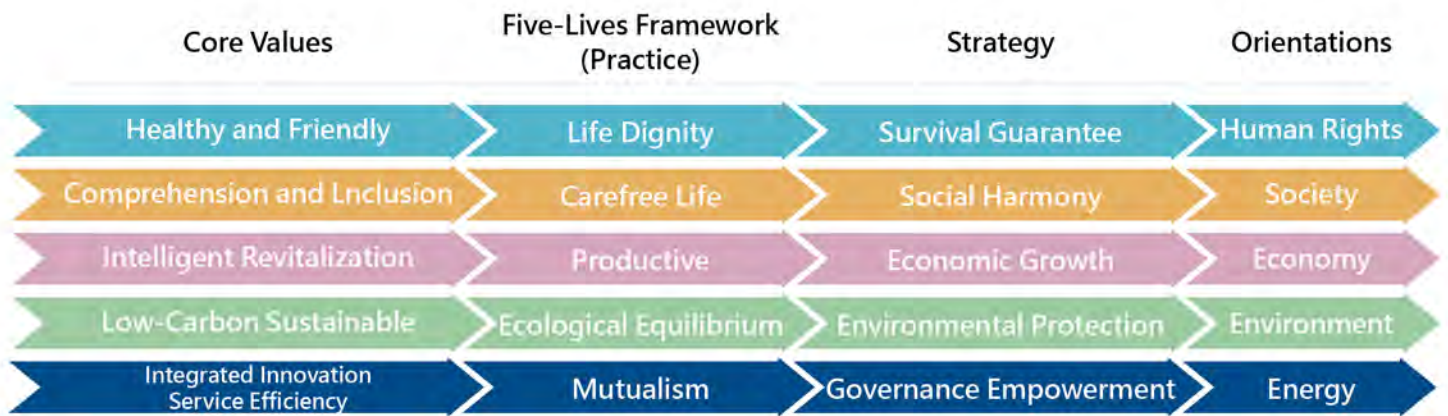 Core Values
Five-Lives Framework
(Practice)
Strategy
Orientations
Healthy and Friendly
Life Dignity
Survival Guarantee
Human Rights
Comprehension and Lnclusion
Carefree Life
Social Harmony
Society
Intelligent Revitalization
Productive
Economic Growth
Economy
Low-Carbon Sustainable
Ecological Equilibrium
Environmental Protection
Environment
Integrated Innovation
Service Efficiency
Mutualism
Governance Empowerment
Energy